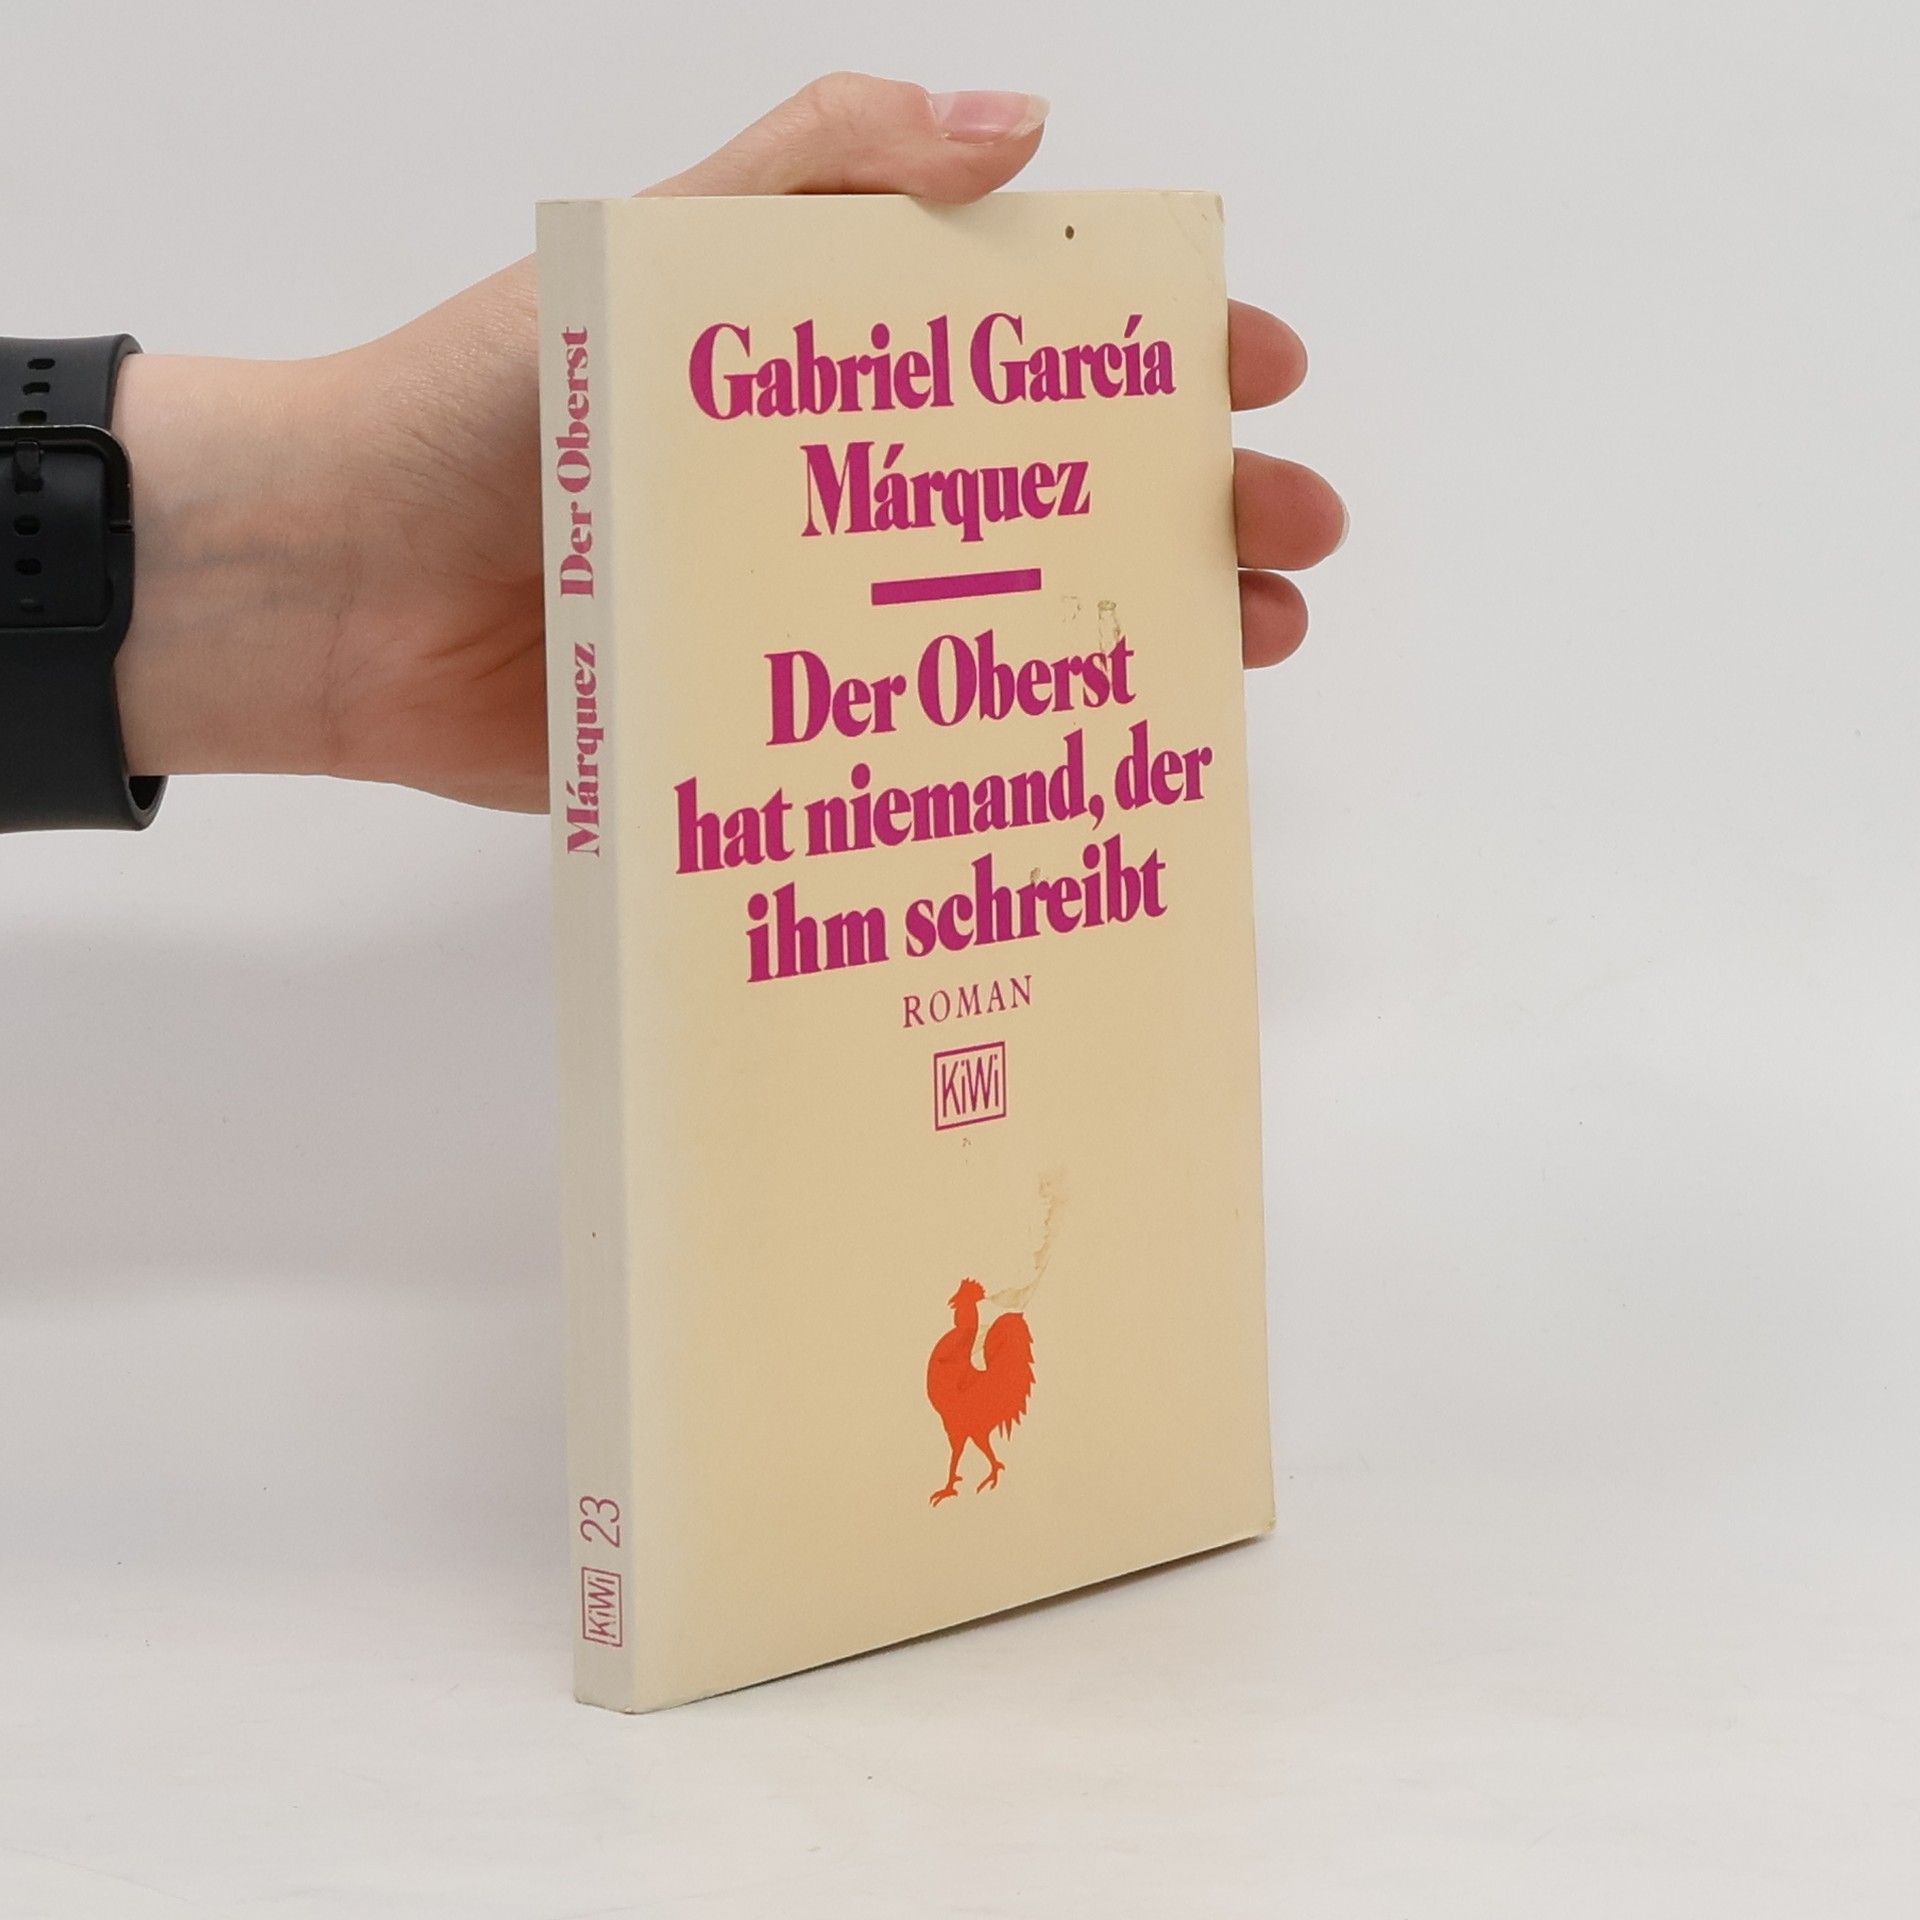 Gabriel García
Márquez
Der Oberst
hat niemand, der
ihm schreibt
ROMAN
KiWi
Márquez Der Oberst
KiWi 23